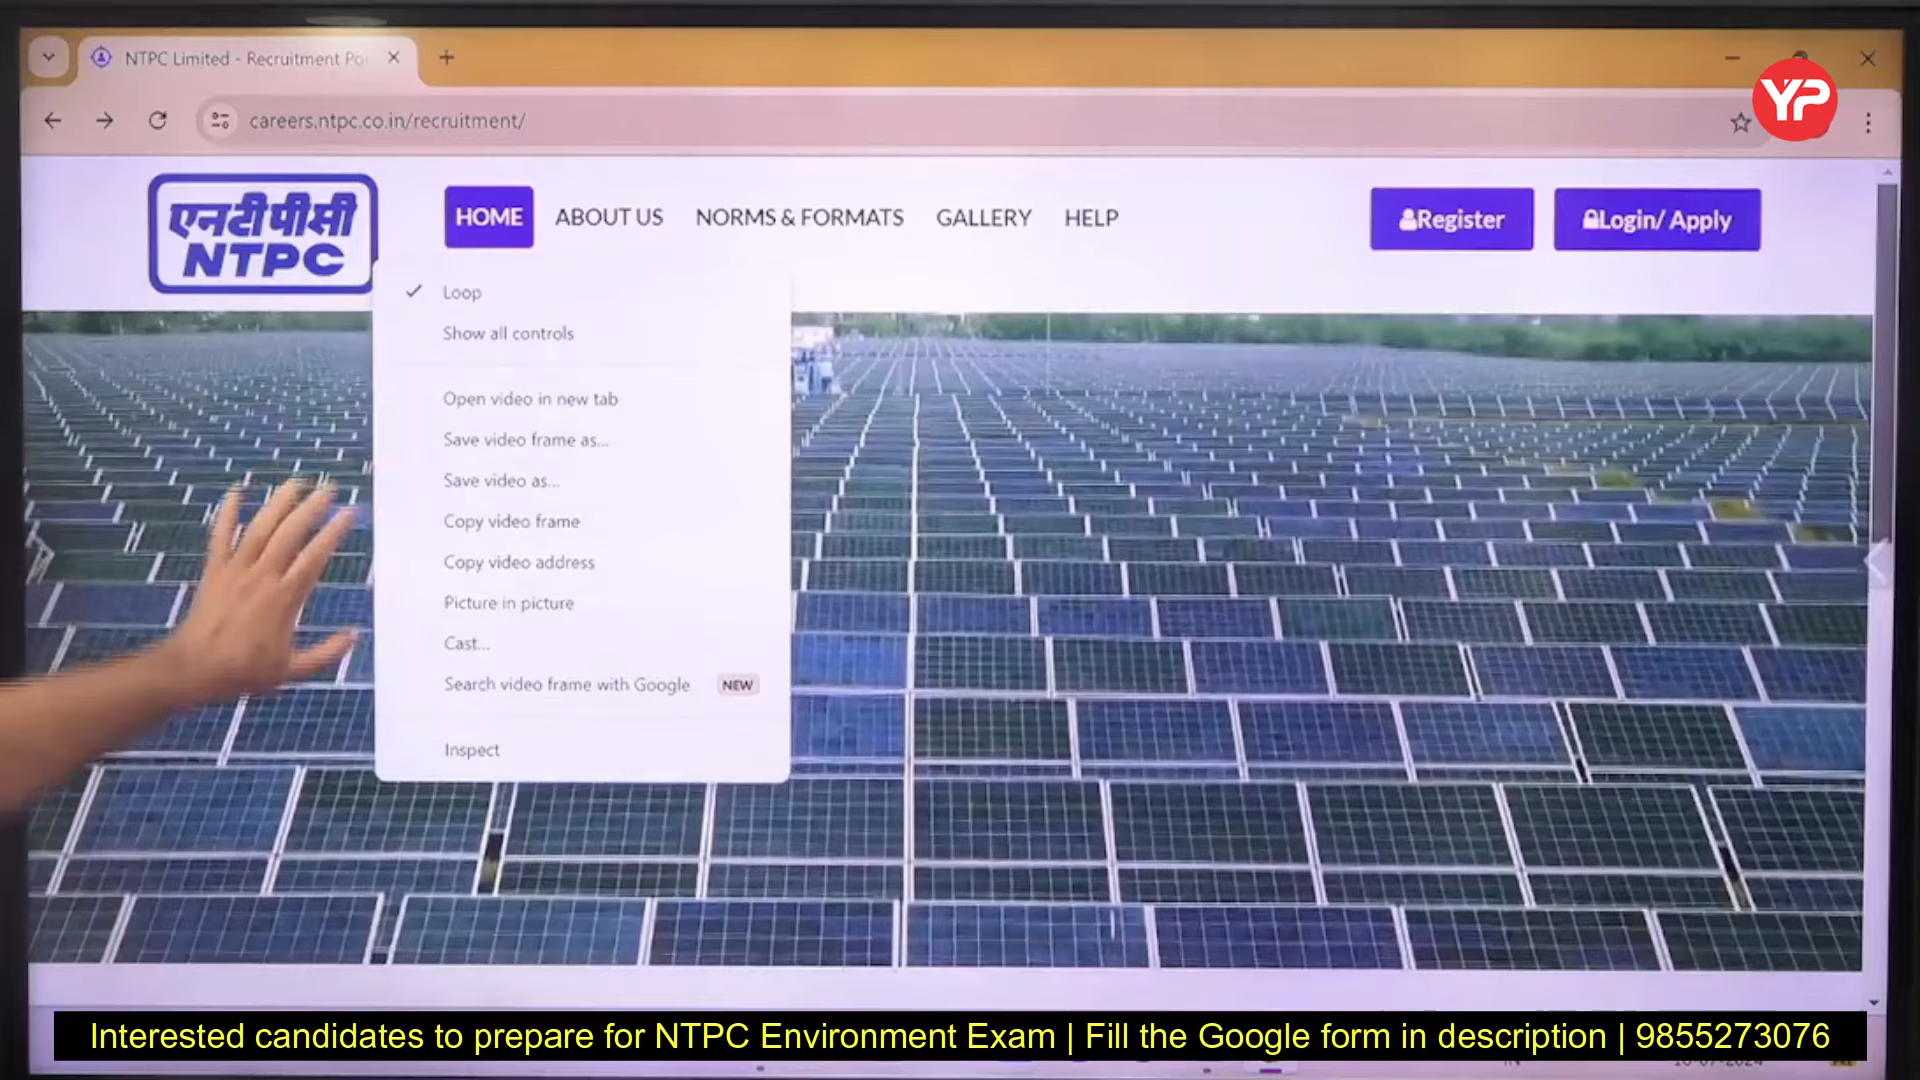 NTPC Limited - Recruitment Po
careers.ntpc.co.in/recruitment/
YP
एनटीपीसी
NTPC
HOME
ABOUT US
NORMS & FORMATS
GALLERY
HELP
Register
Login/ Apply
Loop
Show all controls
Open video in new tab
Save video frame as...
Save video as...
Copy video frame
Copy video address
Picture in picture
Cast...
Search video frame with Google NEW
Inspect
Interested candidates to prepare for NTPC Environment Exam | Fill the Google form in description | 9855273076